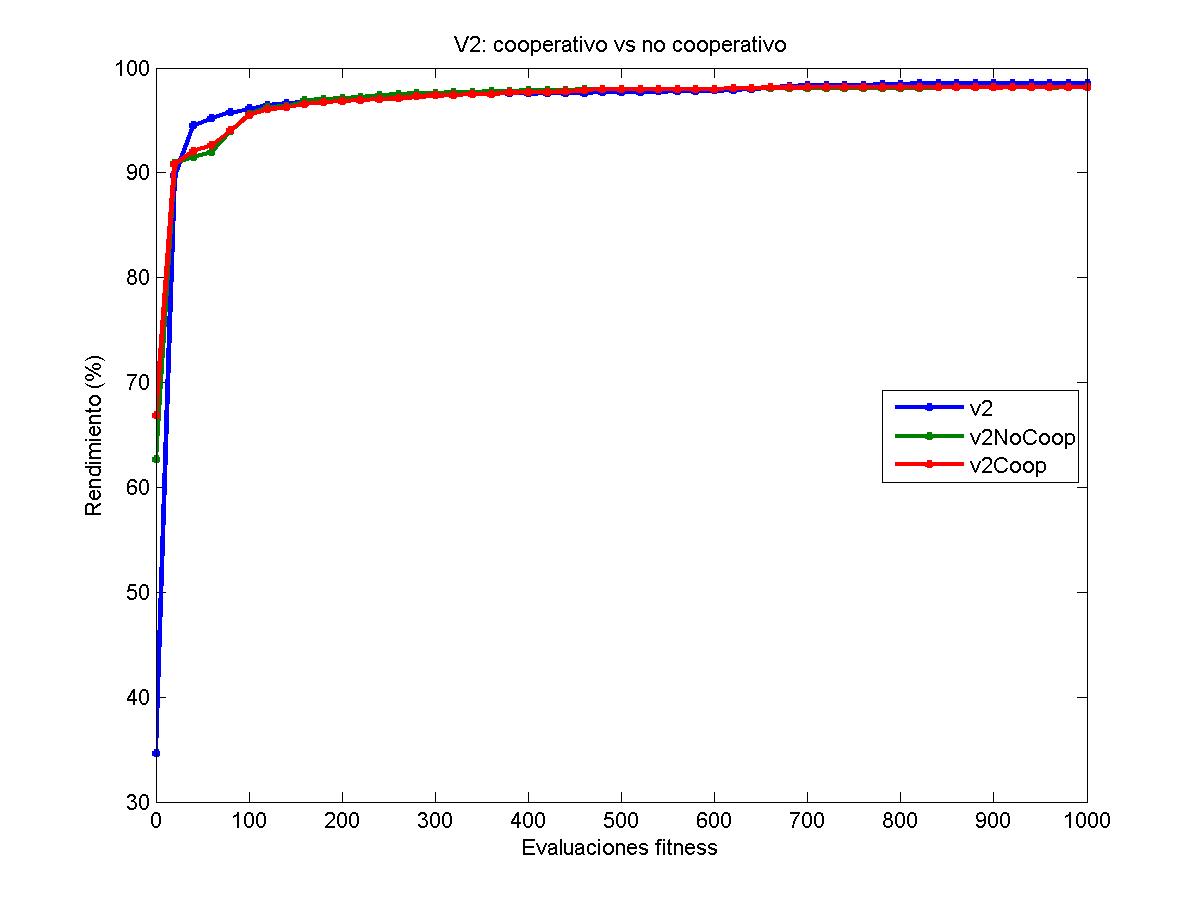 V2: cooperativo vs no cooperativo
100
90
80
70
60
50
40
30
Rendimiento (%)
v2
v2NoCoop
v2Coop
0 100 200 300 400 500 600 700 800 900 1000
Evaluaciones fitness